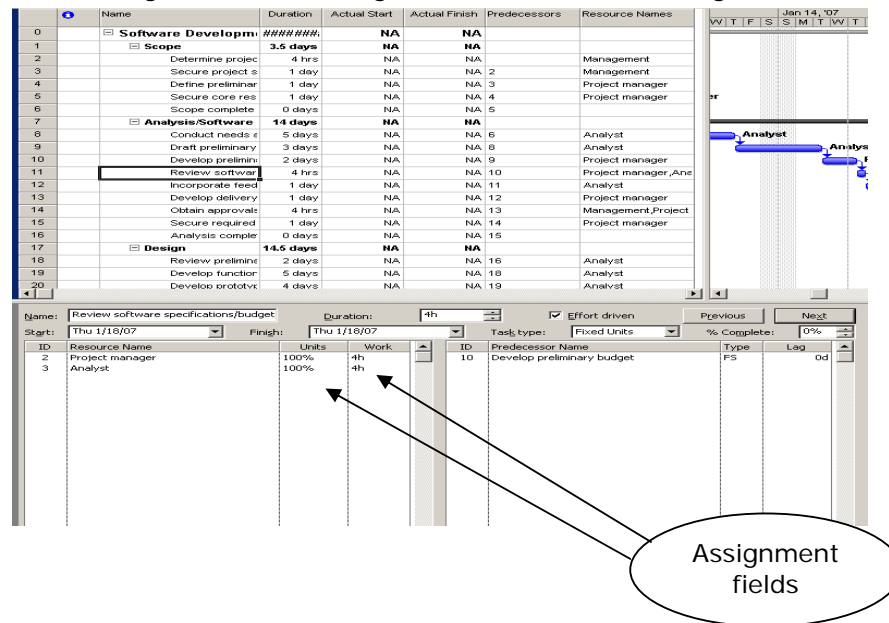 Name Duration Actual Start Actual Finish Predecessors Resource Names Jan 14, '07
W T F S S M T W T
0 Software Developm ####### NA NA
1 Scope 3.5 days NA NA
2 Determine projec 4 hrs NA NA Management
3 Secure project s 1 day NA NA 2 Management
4 Define preliminar 1 day NA NA 3 Project manager
5 Secure core res 1 day NA NA 4 Project manager er
6 Scope complete 0 days NA NA 5
7 Analysis/Software 14 days NA NA
8 Conduct needs 5 days NA NA 6 Analyst Analyst
9 Draft preliminary 3 days NA NA 8 Analyst Analys
10 Develop prelimin 2 days NA NA 9 Project manager
11 Review softwar 4 hrs NA NA 10 Project manager,Ana
12 Incorporate feed 1 day NA NA 11 Analyst
13 Develop delivery 1 day NA NA 12 Project manager
14 Obtain approvals 4 hrs NA NA 13 Management,Project
15 Secure required 1 day NA NA 14 Project manager
16 Analysis comple 0 days NA NA 15
17 Design 14.5 days NA NA
18 Review prelimin 2 days NA NA 16 Analyst
19 Develop function 5 days NA NA 18 Analyst
20 Develop prototyp 4 days NA NA 19 Analyst
Name: Review software specifications/budget Duration: 4h Effort driven Previous Next
Start: Thu 1/18/07 Finish: Thu 1/18/07 Task type: Fixed Units % Complete: 0%
ID Resource Name Units Work ID Predecessor Name Type Lag
2 Project manager 100% 4h 10 Develop preliminary budget FS 0d
3 Analyst 100% 4h
Assignment
fields